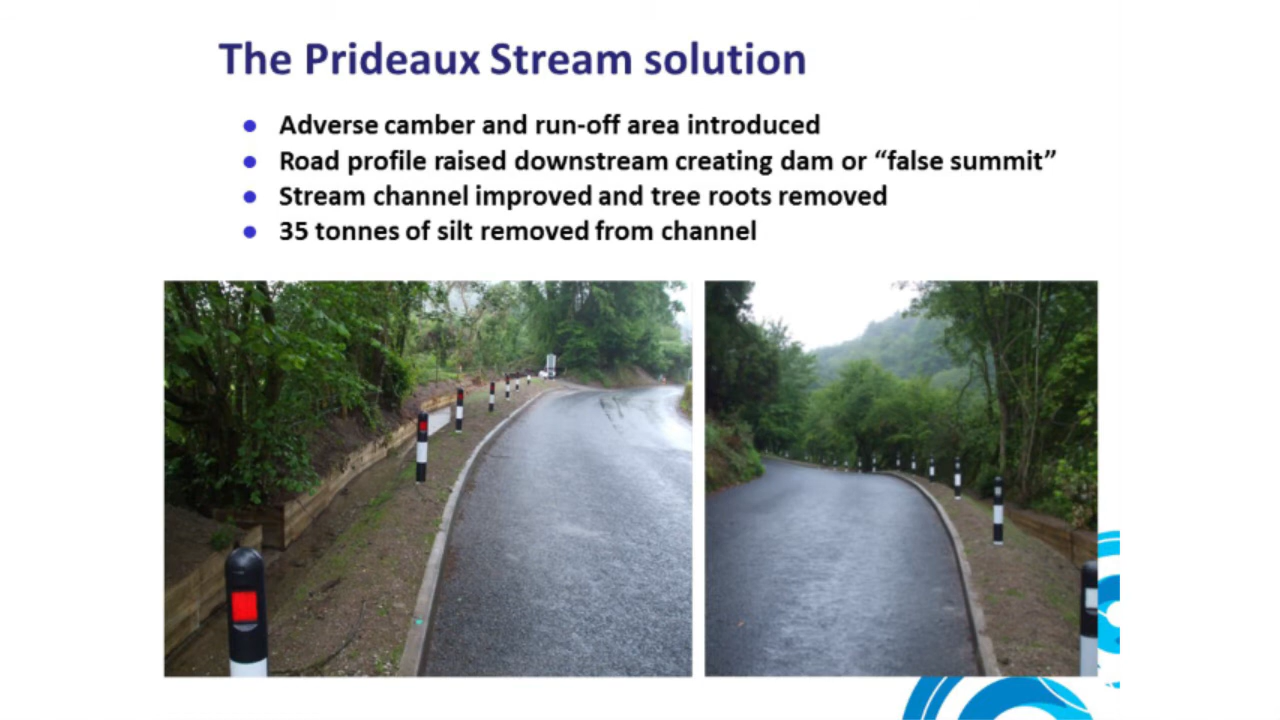 The Prideaux Stream solution
● Adverse camber and run-off area introduced
● Road profile raised downstream creating dam or “false summit”
● Stream channel improved and tree roots removed
● 35 tonnes of silt removed from channel